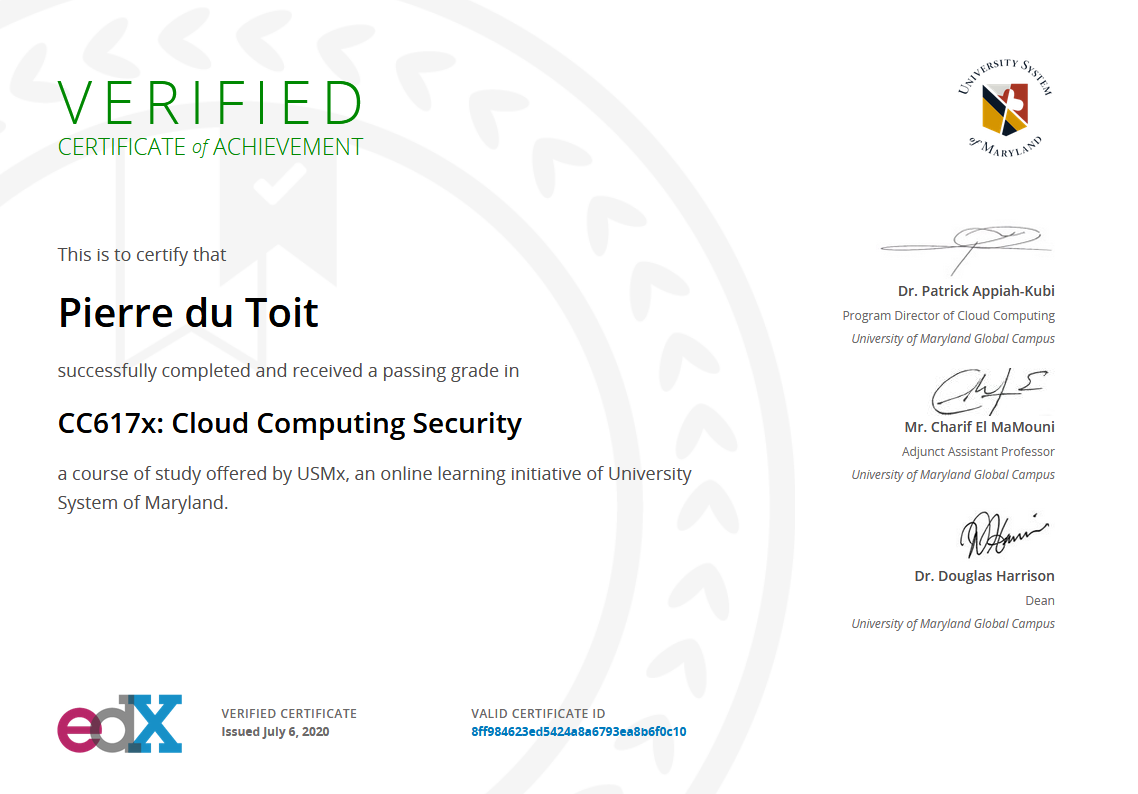 VERIFIED
CERTIFICATE of ACHIEVEMENT
UNIVERSITY SYSTEM
of MARYLAND
This is to certify that
Pierre du Toit
successfully completed and received a passing grade in
CC617x: Cloud Computing Security
a course of study offered by USMx, an online learning initiative of University
System of Maryland.
Dr. Patrick Appiah-Kubi
Program Director of Cloud Computing
University of Maryland Global Campus
Mr. Charif El MaMouni
Adjunct Assistant Professor
University of Maryland Global Campus
Dr. Douglas Harrison
Dean
University of Maryland Global Campus
edX
VERIFIED CERTIFICATE
Issued July 6, 2020
VALID CERTIFICATE ID
8ff984623ed5424a8a6793ea8b6f0c10